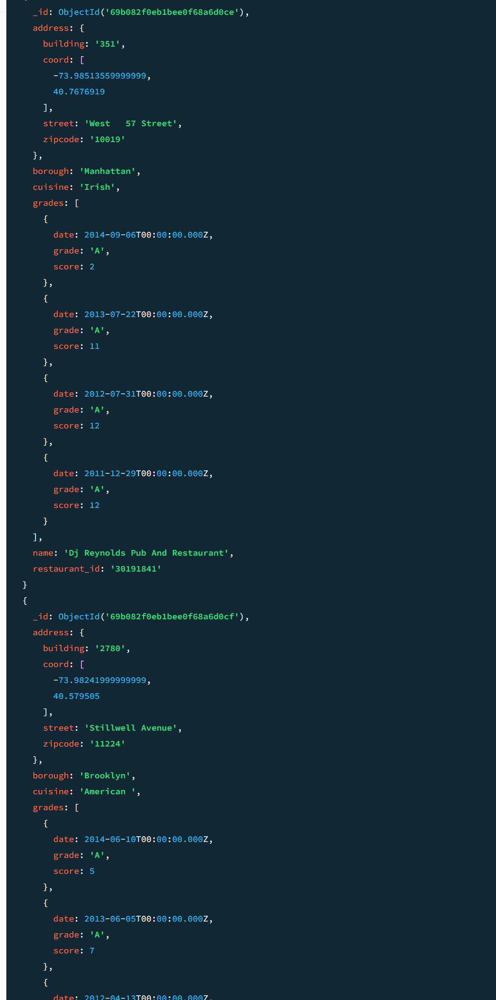 _id: ObjectId('69b082f0eb1bee0f68a6d0ce'),
address: {
building: '351',
coord: [
-73.98513559999999,
40.7676919
],
street: 'West   57 Street',
zipcode: '10019'
},
borough: 'Manhattan',
cuisine: 'Irish',
grades: [
{
date: 2014-09-06T00:00:00.000Z,
grade: 'A',
score: 2
},
{
date: 2013-07-22T00:00:00.000Z,
grade: 'A',
score: 11
},
{
date: 2012-07-31T00:00:00.000Z,
grade: 'A',
score: 12
},
{
date: 2011-12-29T00:00:00.000Z,
grade: 'A',
score: 12
}
],
name: 'Dj Reynolds Pub And Restaurant',
restaurant_id: '30191841'
}
{
_id: ObjectId('69b082f0eb1bee0f68a6d0cf'),
address: {
building: '2780',
coord: [
-73.98241999999999,
40.579505
],
street: 'Stillwell Avenue',
zipcode: '11224'
},
borough: 'Brooklyn',
cuisine: 'American ',
grades: [
{
date: 2014-06-10T00:00:00.000Z,
grade: 'A',
score: 5
},
{
date: 2013-06-05T00:00:00.000Z,
grade: 'A',
score: 7
},
{
date: 2012-04-13T00:00:00.000Z,